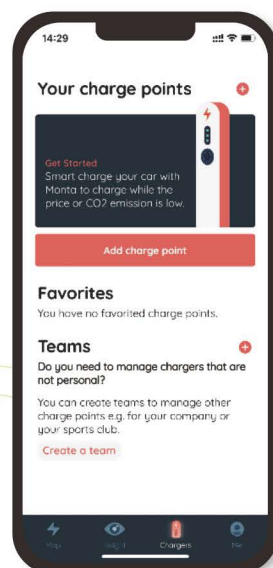 14:29
Your charge points
Get Started
Smart charge your car with
Monta to charge while the
price or CO2 emission is low.
Add charge point
Favorites
You have no favorited charge points.
Teams
Do you need to manage chargers that are
not personal?
You can create teams to manage other
charge points e.g. for your company or
your sports club.
Create a team
Map
Insight
Chargers
Me